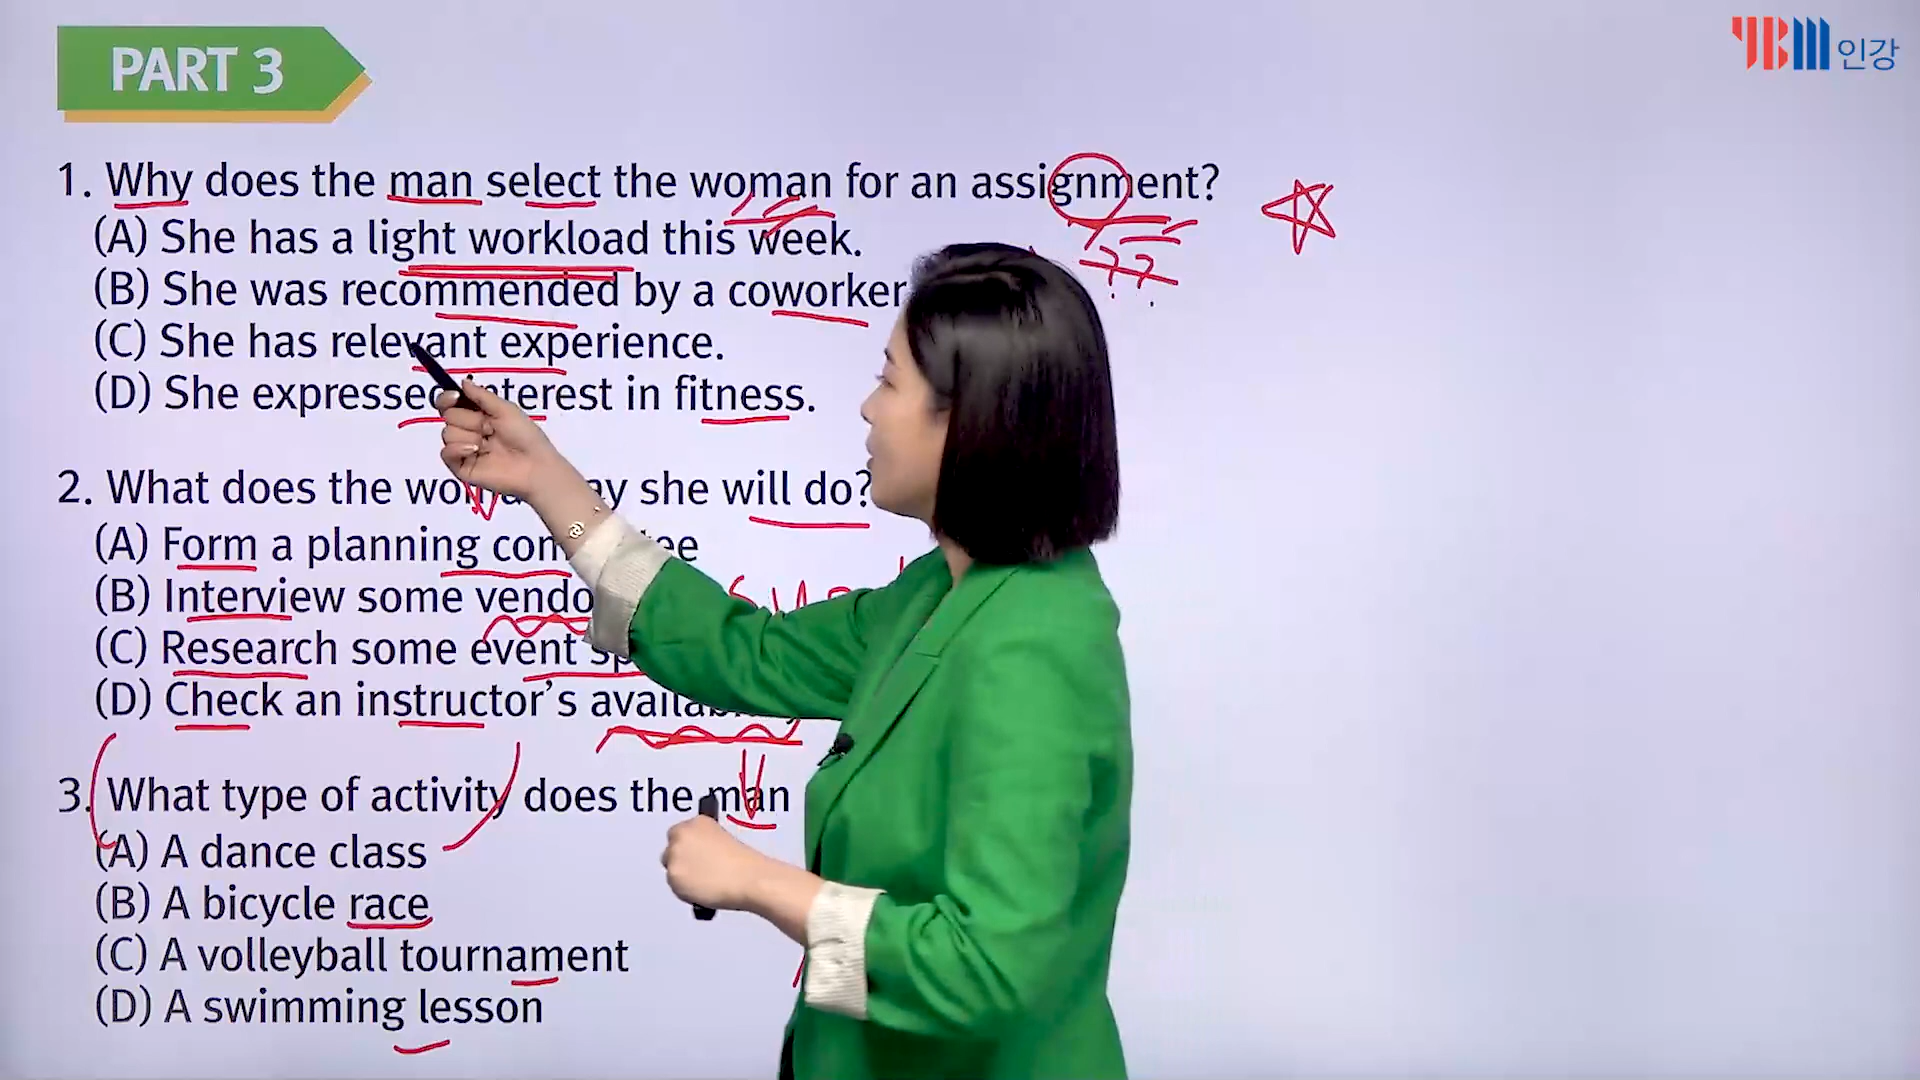 PART 3
YBM 인강
1. Why does the man select the woman for an assignment?
(A) She has a light workload this week.
(B) She was recommended by a coworker
(C) She has relevant experience.
(D) She expressed interest in fitness.
2. What does the she will do?
(A) Form a planning
(B) Interview some
(C) Research some event
(D) Check an instructor's
3. What type of activity does the man
(A) A dance class
(B) A bicycle race
(C) A volleyball tournament
(D) A swimming lesson
??